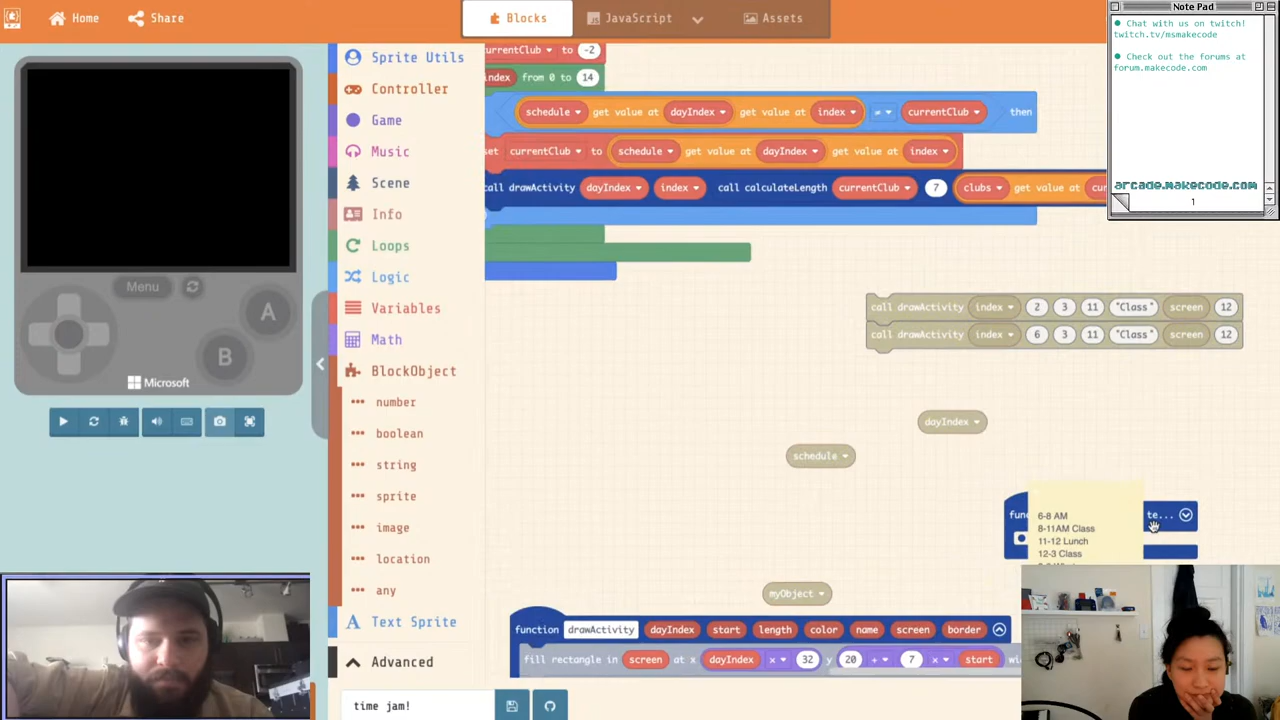 Home
Share
Blocks
JavaScript
Assets
Note Pad
Chat with us on twitch!
twitch.tv/msmakecode
Check out the forums at
forum.makecode.com
arcade.makecode.com
1
Menu
A
B
Microsoft
Sprite Utils
Controller
Game
Music
Scene
Info
Loops
Logic
Variables
Math
BlockObject
number
boolean
string
sprite
image
location
any
Text Sprite
Advanced
currentClub to -2
index from 0 to 14
schedule get value at dayIndex get value at index = currentClub then
set currentClub to schedule get value at dayIndex get value at index
call drawActivity dayIndex index call calculateLength currentClub 7 clubs get value at
call drawActivity index 2 3 11 "Class" screen 12
call drawActivity index 6 3 11 "Class" screen 12
dayIndex
schedule
te...
6-8 AM
8-11AM Class
11-12 Lunch
12-3 Class
myObject
function drawActivity dayIndex start length color name screen border
fill rectangle in screen at x dayIndex × 32 y 20 + 7 × start
time jam!